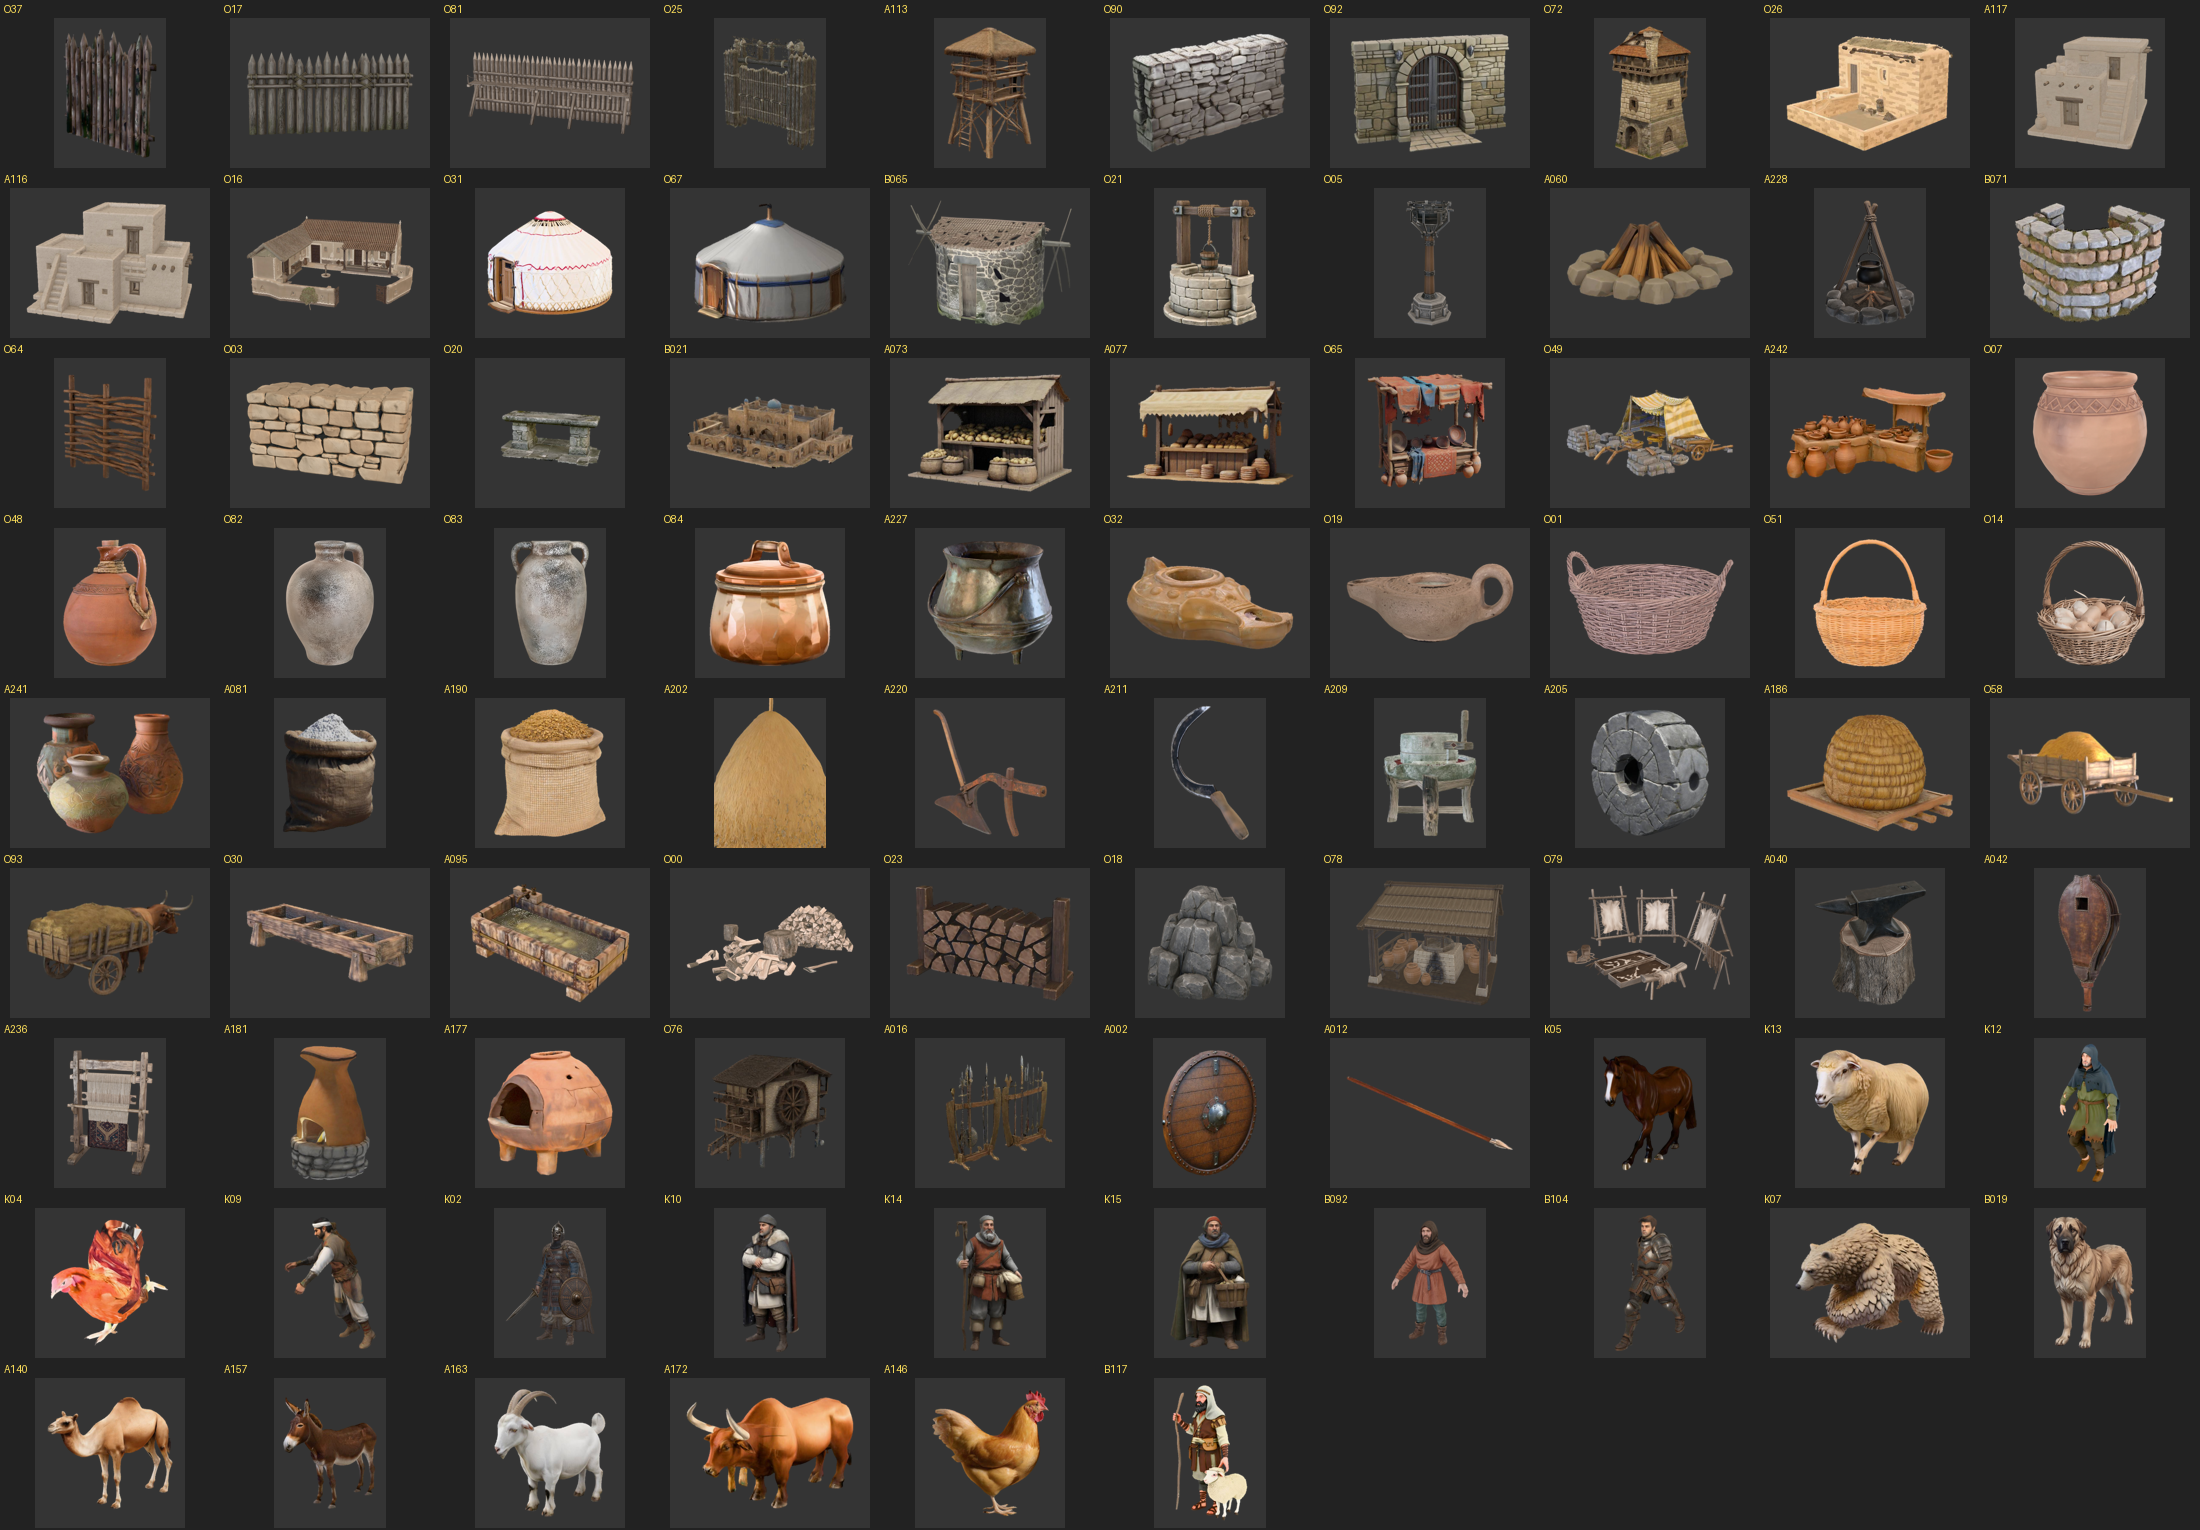 O37 O17 O81 O25 A113 O90 O92 O72 O26 A117
A116 O16 O31 O67 B065 O21 O05 A060 A228 B071
O64 O03 O20 B021 A073 A077 O65 O49 A242 O07
O48 O82 O83 O84 A227 O32 O19 O01 O51 O14
A241 A081 A190 A202 A220 A211 A209 A205 A186 O58
O93 O30 A095 O00 O23 O18 O78 O79 A040 A042
A236 A181 A177 O76 A016 A002 A012 K05 K13 K12
K04 K09 K02 K10 K14 K15 B092 B104 K07 B019
A140 A157 A163 A172 A146 B117